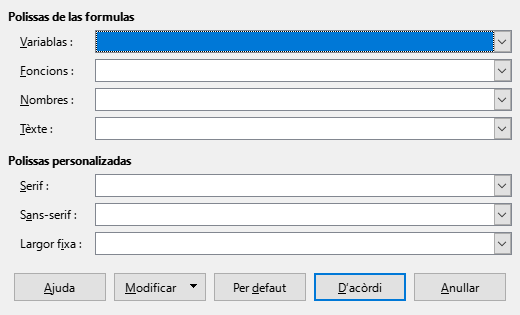 Polissas de las formulas
Variablas :
Foncions :
Nombres :
Tèxte :
Polissas personalizadas
Serif :
Sans-serif :
Largor fixa :
Ajuda Modificar Per defaut D'acòrdi Anullar